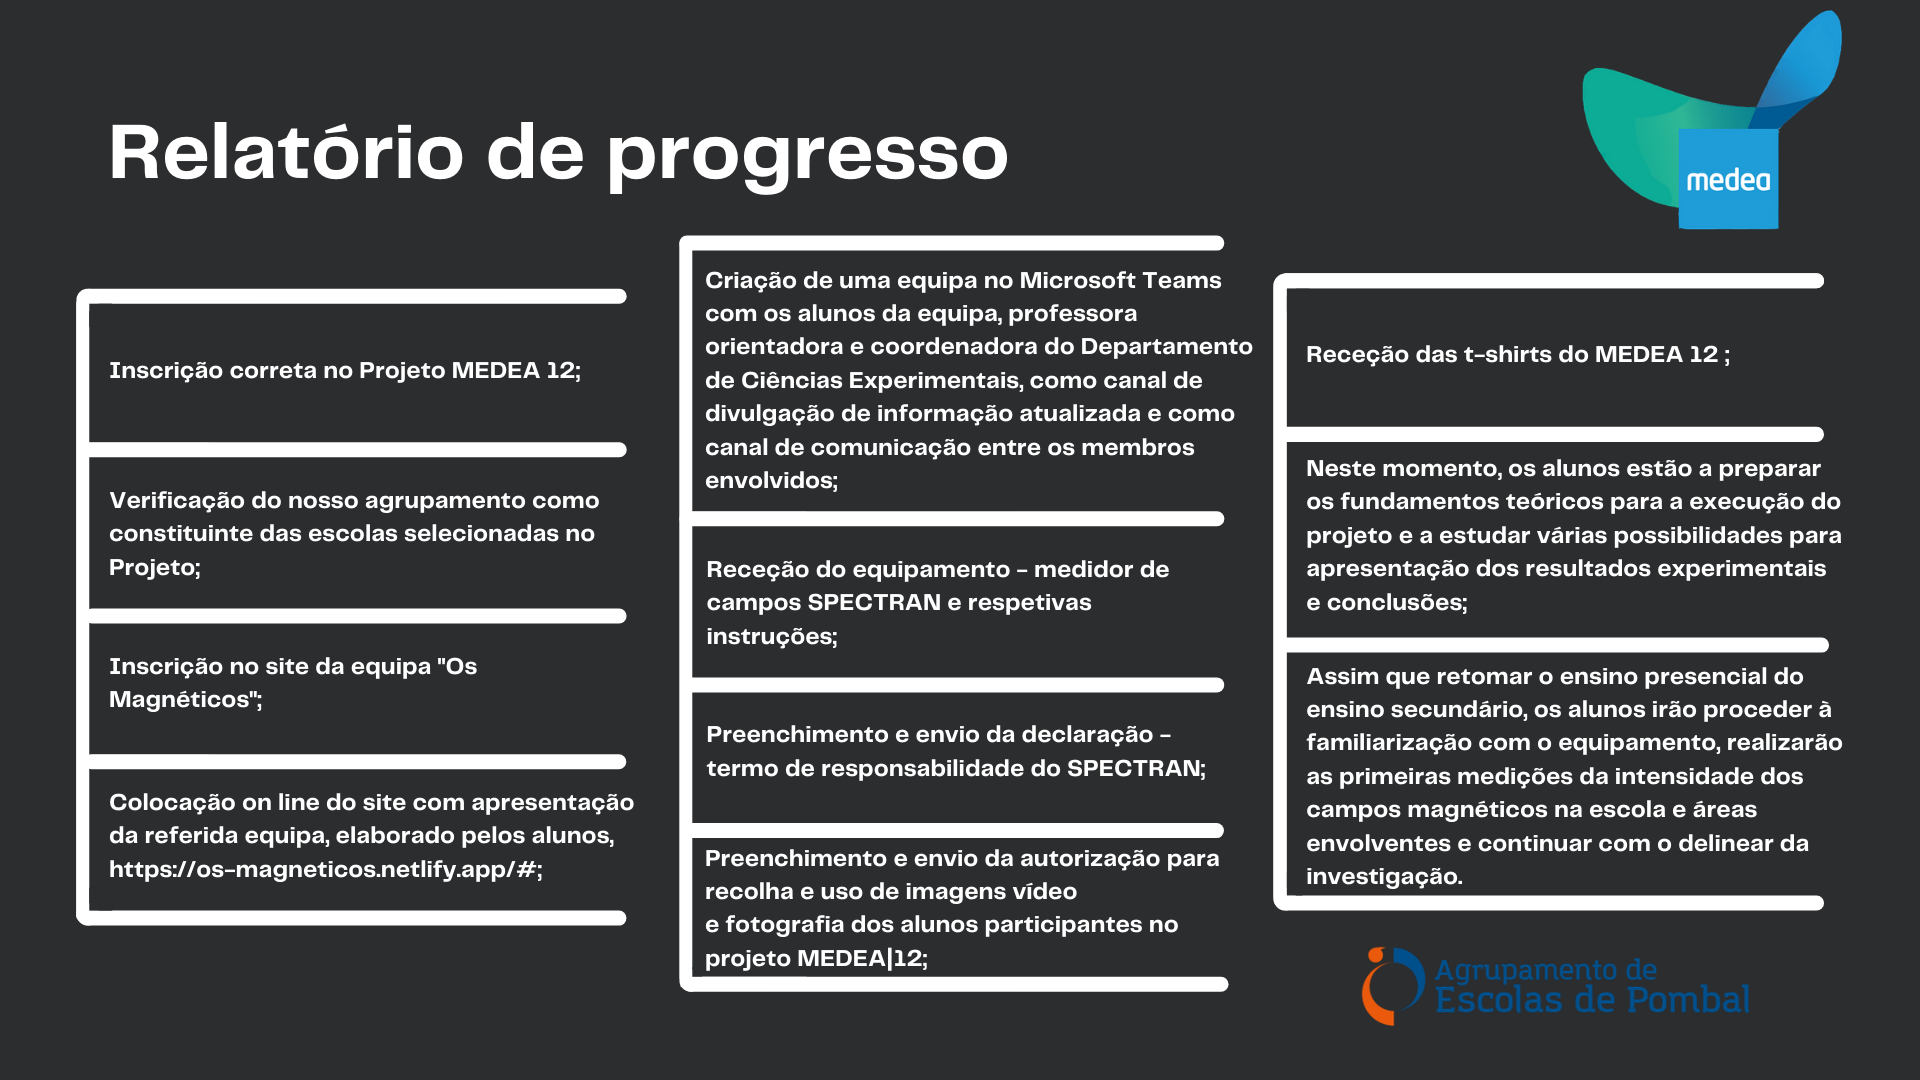 Relatório de progresso
medea
Inscrição correta no Projeto MEDEA 12;
Verificação do nosso agrupamento como
constituinte das escolas selecionadas no
Projeto;
Inscrição no site da equipa "Os
Magnéticos";
Colocação on line do site com apresentação
da referida equipa, elaborado pelos alunos,
https://os-magneticos.netlify.app/#;
Criação de uma equipa no Microsoft Teams
com os alunos da equipa, professora
orientadora e coordenadora do Departamento
de Ciências Experimentais, como canal de
divulgação de informação atualizada e como
canal de comunicação entre os membros
envolvidos;
Receção do equipamento - medidor de
campos SPECTRAN e respetivas
instruções;
Preenchimento e envio da declaração -
termo de responsabilidade do SPECTRAN;
Preenchimento e envio da autorização para
recolha e uso de imagens vídeo
e fotografia dos alunos participantes no
projeto MEDEA|12;
Receção das t-shirts do MEDEA 12 ;
Neste momento, os alunos estão a preparar
os fundamentos teóricos para a execução do
projeto e a estudar várias possibilidades para
apresentação dos resultados experimentais
e conclusões;
Assim que retomar o ensino presencial do
ensino secundário, os alunos irão proceder à
familiarização com o equipamento, realizarão
as primeiras medições da intensidade dos
campos magnéticos na escola e áreas
envolventes e continuar com o delinear da
investigação.
Agrupamento de
Escolas de Pombal